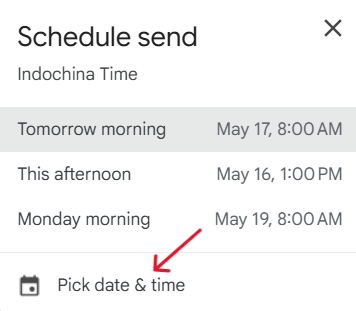 Schedule send
Indochina Time
Tomorrow morning May 17, 8:00 AM
This afternoon May 16, 1:00 PM
Monday morning May 19, 8:00 AM
Pick date & time